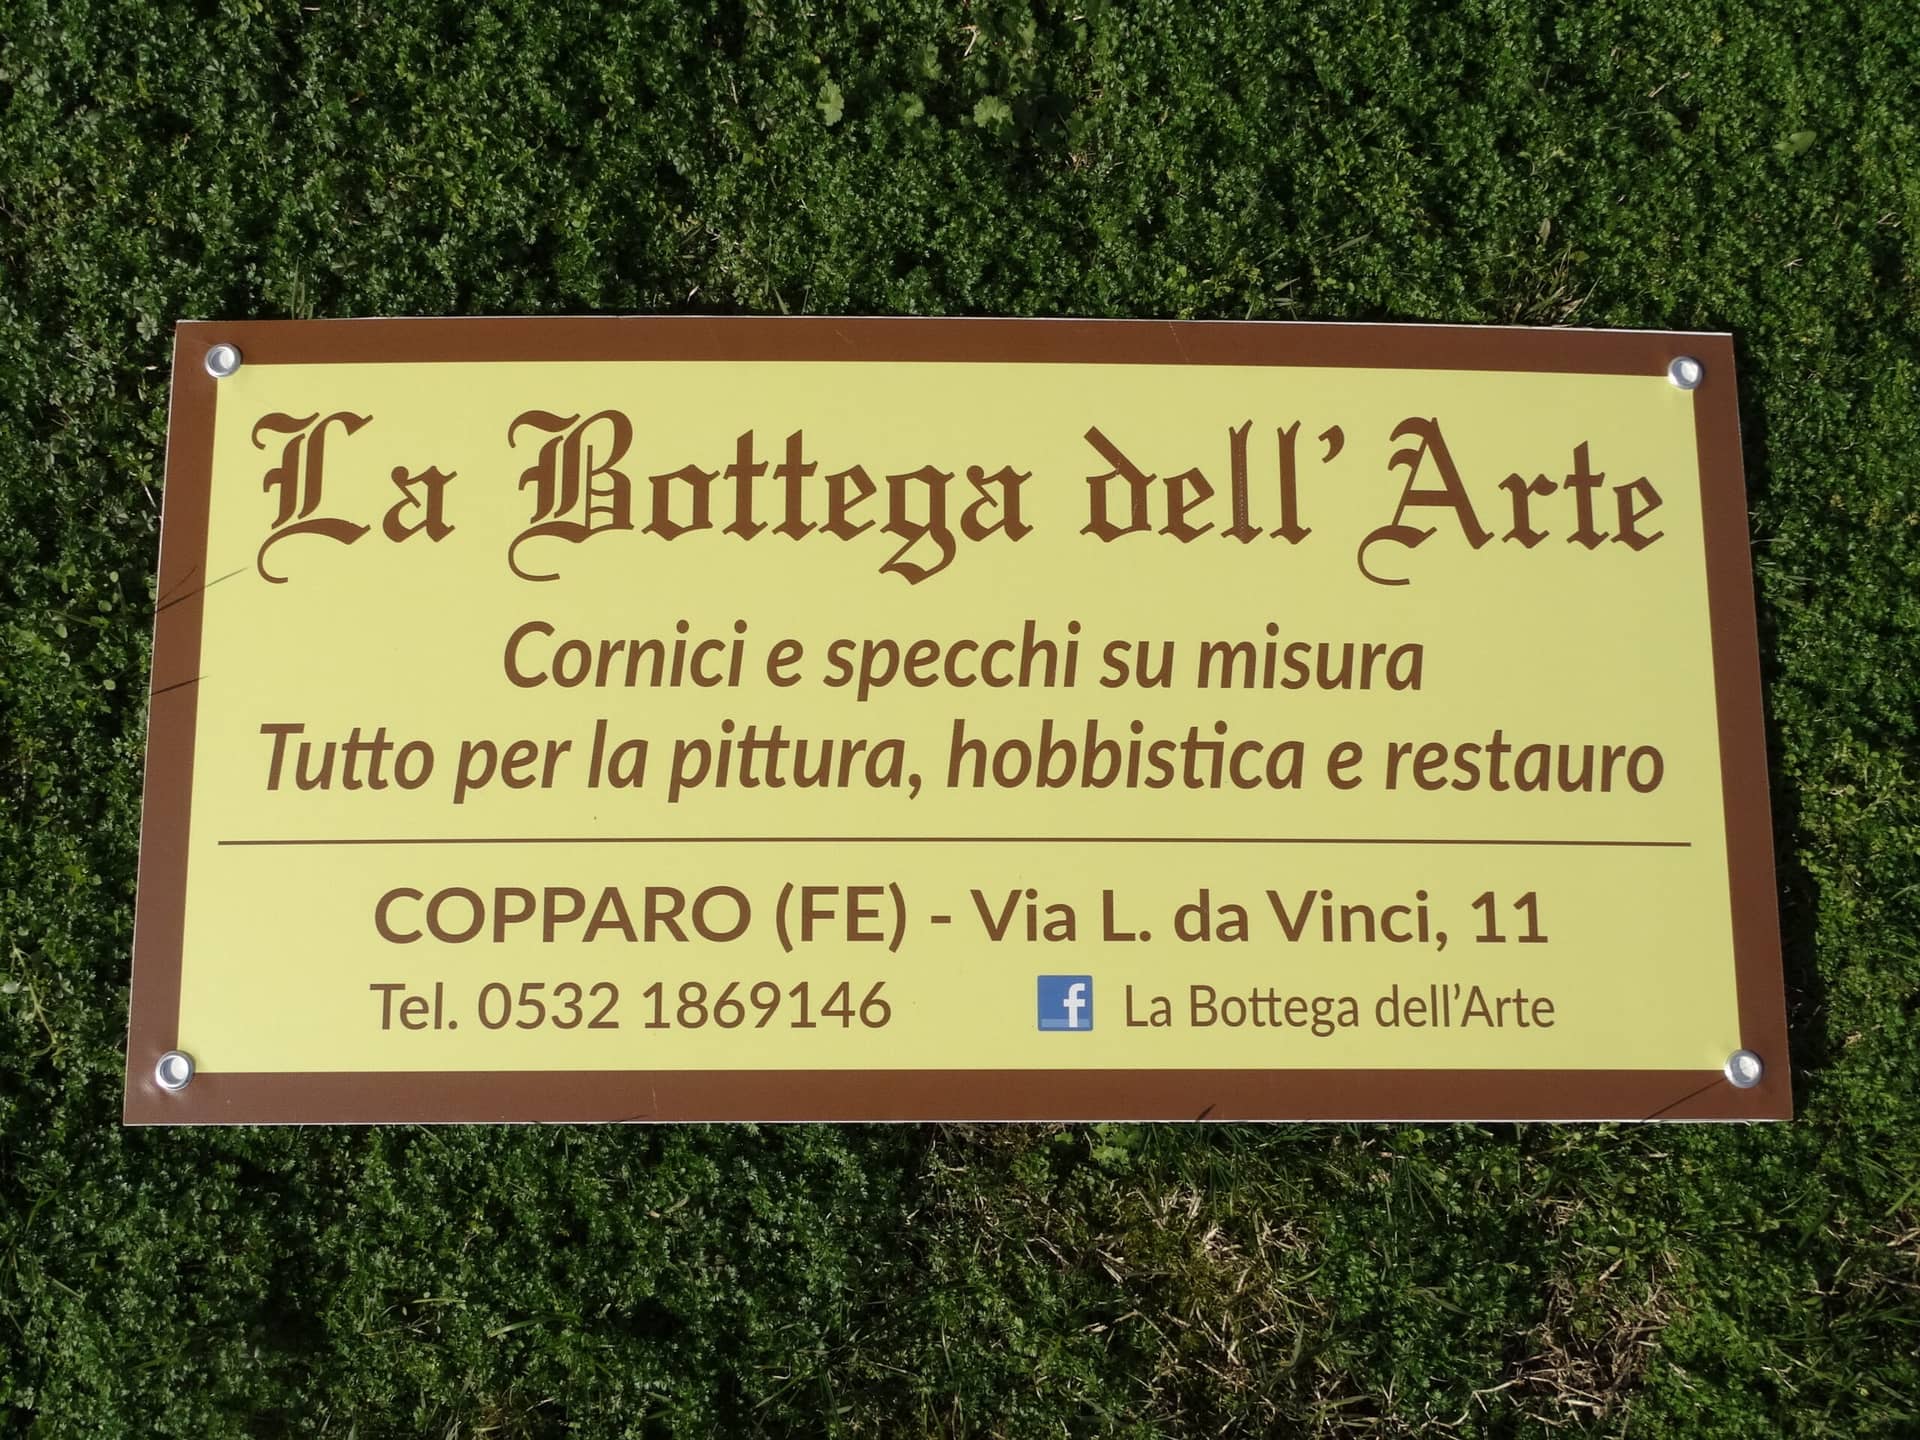 La Bottega dell'Arte
Cornici e specchi su misura
Tutto per la pittura, hobbistica e restauro
COPPARO (FE) - Via L. da Vinci, 11
Tel. 0532 1869146
f La Bottega dell'Arte